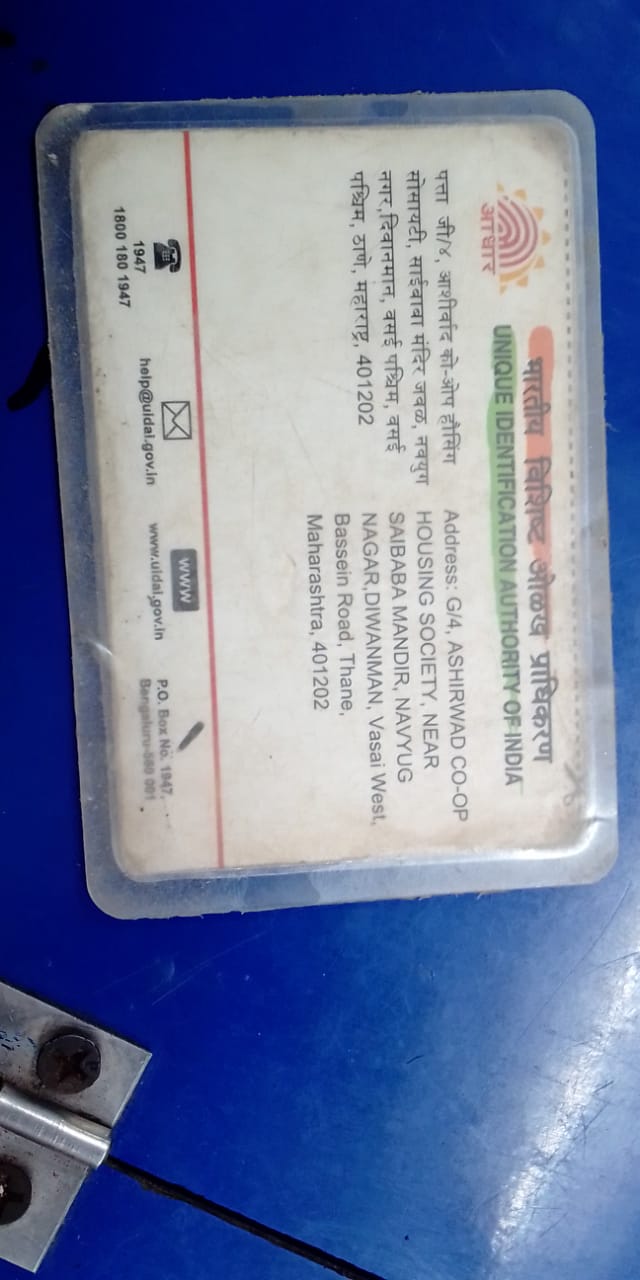 भारतीय विशिष्ट ओळख प्राधिकरण
UNIQUE IDENTIFICATION AUTHORITY OF INDIA
आधार
पत्ता जी/४, आशीर्वाद को-ओप हौसिंग
सोसायटी, साईबाबा मंदिर जवळ, नवयुग
नगर,दिवानमान, वसई पश्चिम, वसई
पश्चिम, ठाणे, महाराष्ट्र, 401202
Address: G/4, ASHIRWAD CO-OP
HOUSING SOCIETY, NEAR
SAIBABA MANDIR, NAVYUG
NAGAR,DIWANMAN, Vasai West,
Bassein Road, Thane,
Maharashtra, 401202
1947
1800 180 1947
help@uidai.gov.in
WWW
www.uidai.gov.in
P.O. Box No. 1947,
Bengaluru-560 001